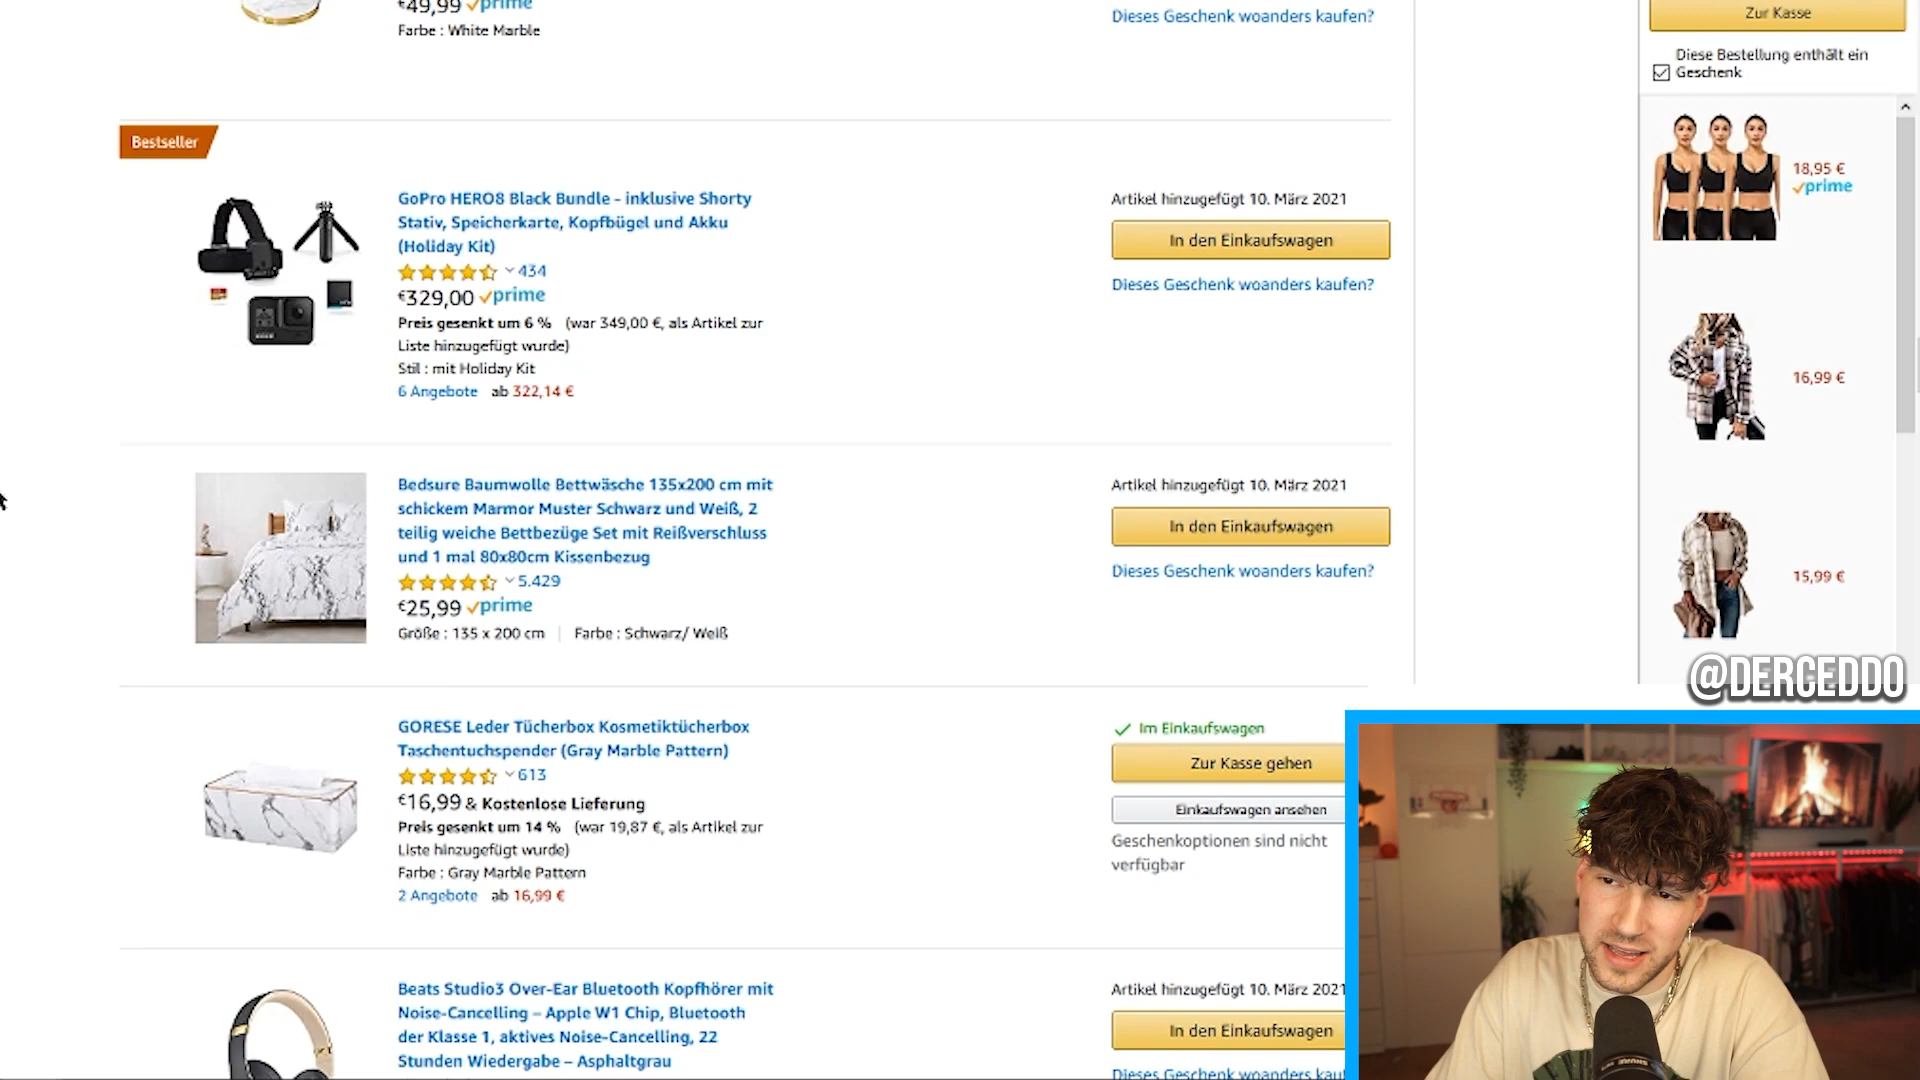 €49,99 prime
Farbe : White Marble
Dieses Geschenk woanders kaufen?
Zur Kasse
Diese Bestellung enthält ein
Geschenk
Bestseller
GoPro HERO8 Black Bundle – inklusive Shorty
Stativ, Speicherkarte, Kopfbügel und Akku
(Holiday Kit)
434
€329,00 prime
Preis gesenkt um 6 % (war 349,00 €, als Artikel zur
Liste hinzugefügt wurde)
Stil : mit Holiday Kit
6 Angebote ab 322,14 €
Artikel hinzugefügt 10. März 2021
In den Einkaufswagen
Dieses Geschenk woanders kaufen?
18,95 €
prime
16,99 €
15,99 €
Bedsure Baumwolle Bettwäsche 135x200 cm mit
schickem Marmor Muster Schwarz und Weiß, 2
teilig weiche Bettbezüge Set mit Reißverschluss
und 1 mal 80x80cm Kissenbezug
5.429
€25,99 prime
Größe : 135 x 200 cm | Farbe : Schwarz/ Weiß
Artikel hinzugefügt 10. März 2021
In den Einkaufswagen
Dieses Geschenk woanders kaufen?
@DERCEDDO
GORESE Leder Tücherbox Kosmetiktücherbox
Taschentuchspender (Gray Marble Pattern)
613
€16,99 & Kostenlose Lieferung
Preis gesenkt um 14 % (war 19,87 €, als Artikel zur
Liste hinzugefügt wurde)
Farbe : Gray Marble Pattern
2 Angebote ab 16,99 €
Im Einkaufswagen
Zur Kasse gehen
Einkaufswagen ansehen
Geschenkoptionen sind nicht
verfügbar
Beats Studio3 Over-Ear Bluetooth Kopfhörer mit
Noise-Cancelling – Apple W1 Chip, Bluetooth
der Klasse 1, aktives Noise-Cancelling, 22
Stunden Wiedergabe – Asphaltgrau
Artikel hinzugefügt 10. März 2021
In den Einkaufswagen
Dieses Geschenk woanders kauf